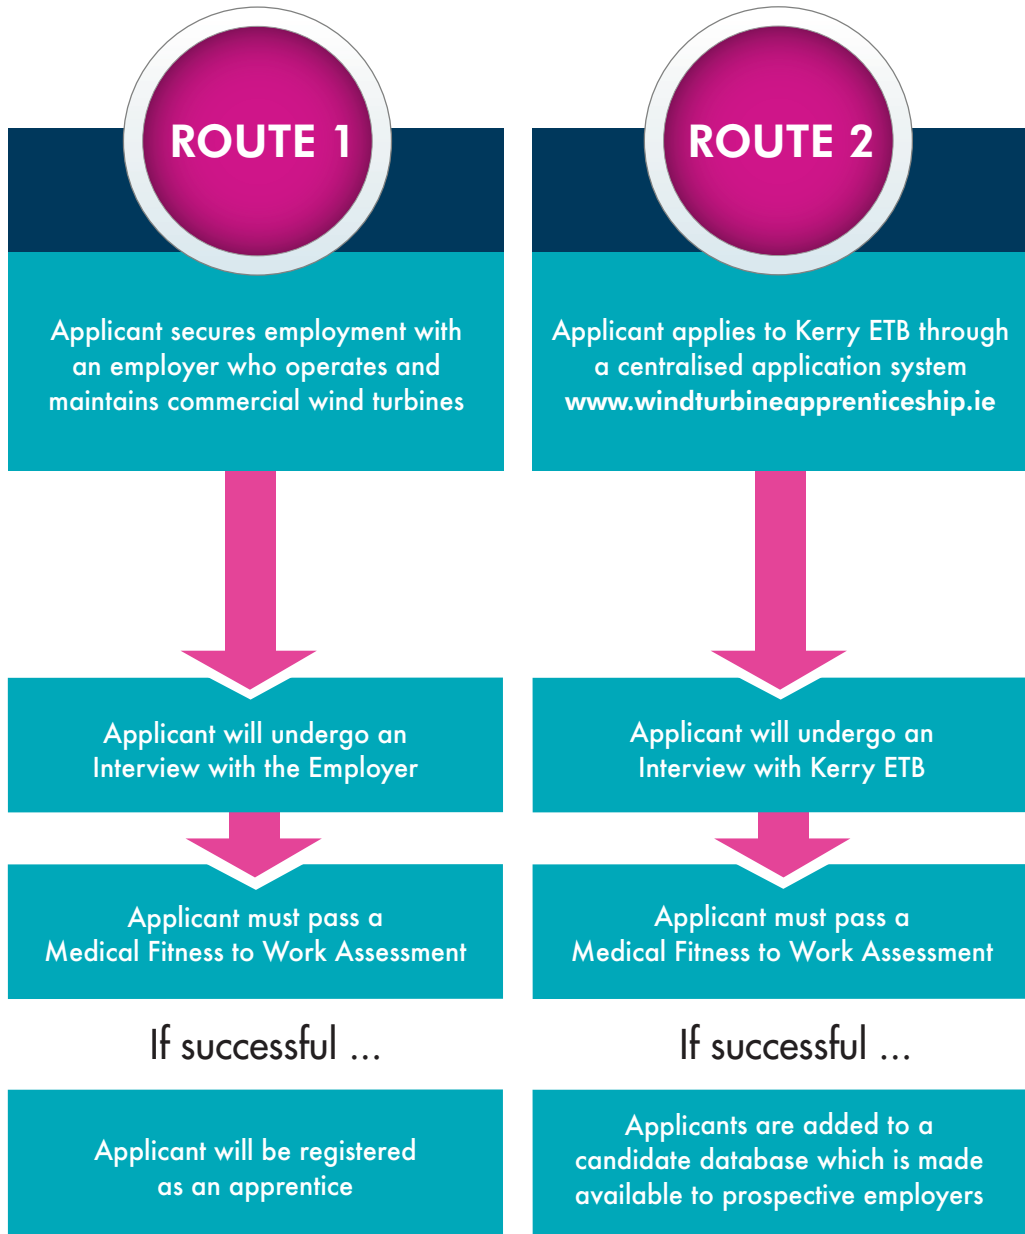 ROUTE 1
Applicant secures employment with
an employer who operates and
maintains commercial wind turbines
Applicant will undergo an
Interview with the Employer
Applicant must pass a
Medical Fitness to Work Assessment
If successful ...
Applicant will be registered
as an apprentice
ROUTE 2
Applicant applies to Kerry ETB through
a centralised application system
www.windturbineapprenticeship.ie
Applicant will undergo an
Interview with Kerry ETB
Applicant must pass a
Medical Fitness to Work Assessment
If successful ...
Applicants are added to a
candidate database which is made
available to prospective employers